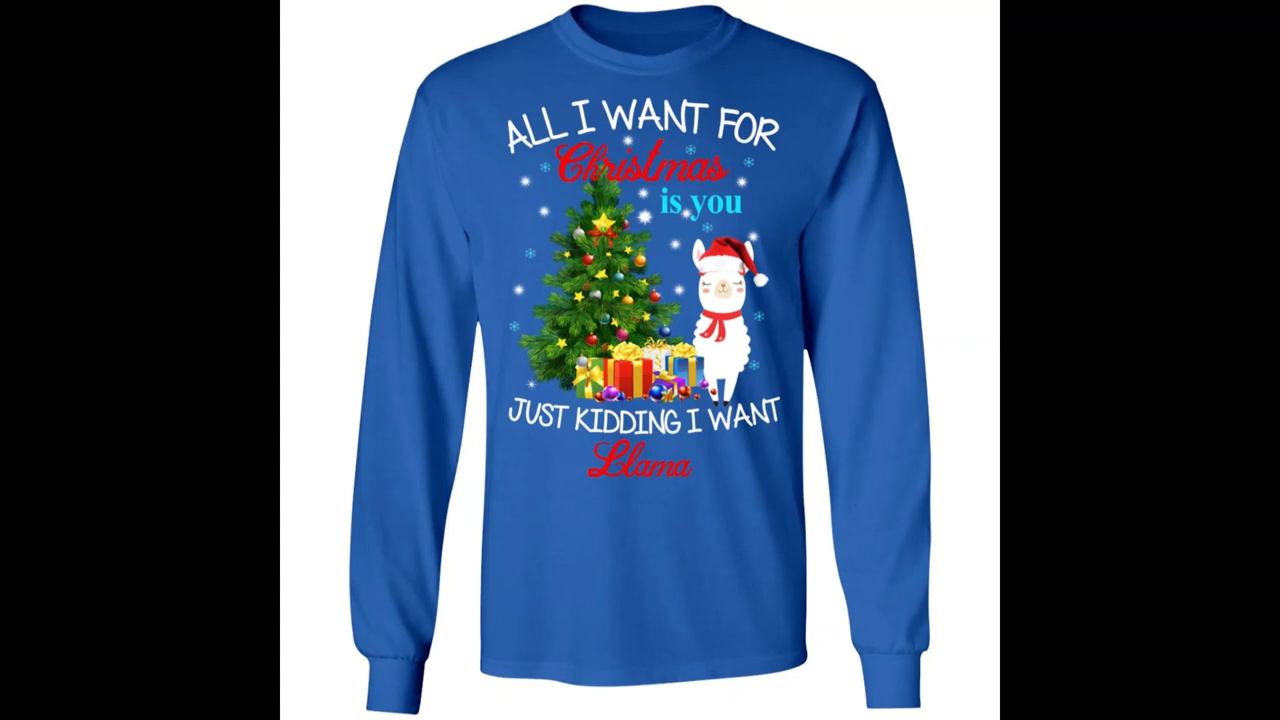 ALL I WANT FOR
Christmas
is you
JUST KIDDING I WANT
Llama